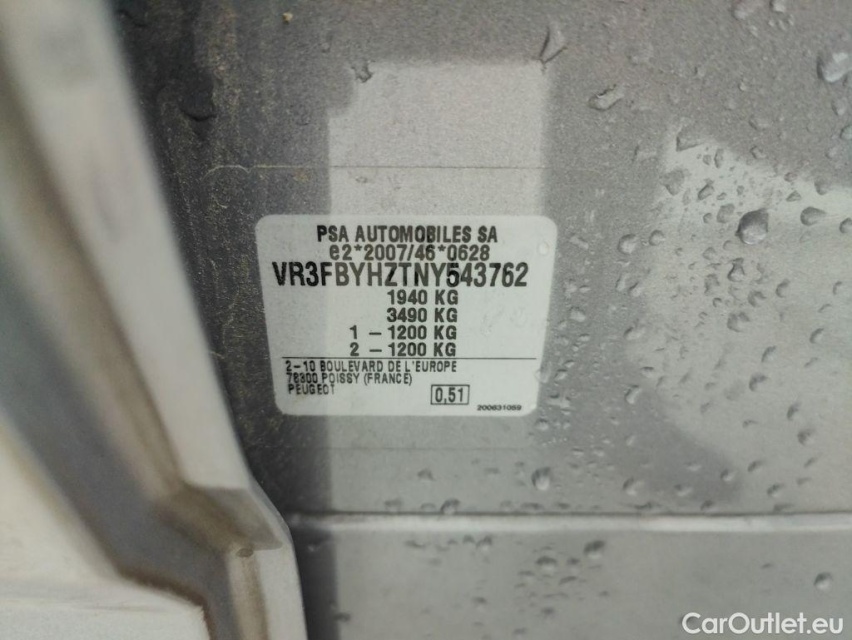 PSA AUTOMOBILES SA
e2*2007/46*0628
VR3FBYHZTNY543762
1940 KG
3490 KG
1 - 1200 KG
2 - 1200 KG
2-10 BOULEVARD DE L'EUROPE
78300 POISSY (FRANCE)
PEUGEOT
0,51
200631059
CarOutlet.eu